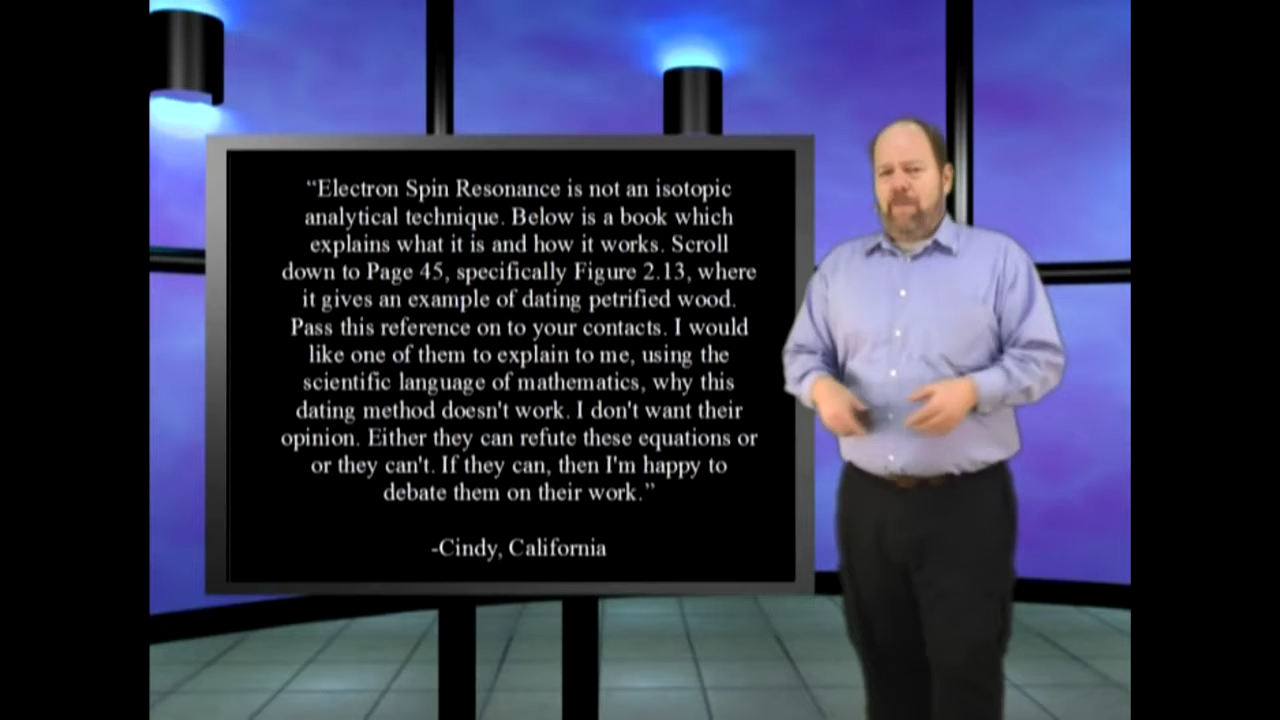 “Electron Spin Resonance is not an isotopic
analytical technique. Below is a book which
explains what it is and how it works. Scroll
down to Page 45, specifically Figure 2.13, where
it gives an example of dating petrified wood.
Pass this reference on to your contacts. I would
like one of them to explain to me, using the
scientific language of mathematics, why this
dating method doesn't work. I don't want their
opinion. Either they can refute these equations or
or they can't. If they can, then I'm happy to
debate them on their work.”
-Cindy, California